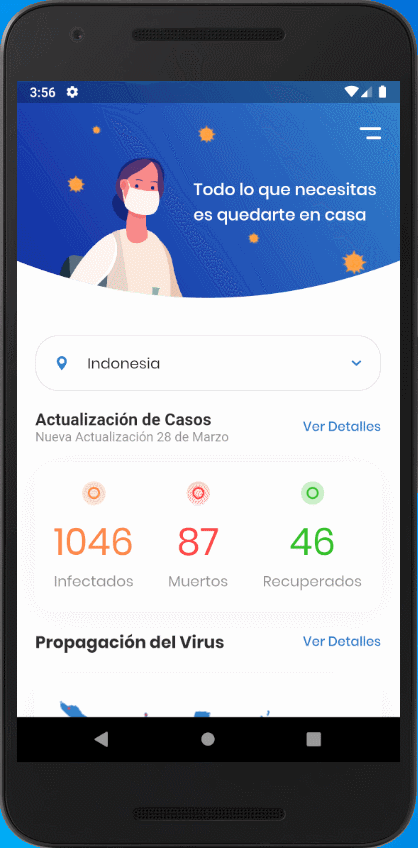 3:56
Todo lo que necesitas
es quedarte en casa
Indonesia
Actualización de Casos
Nueva Actualización 28 de Marzo
Ver Detalles
1046
87
46
Infectados
Muertos
Recuperados
Propagación del Virus
Ver Detalles